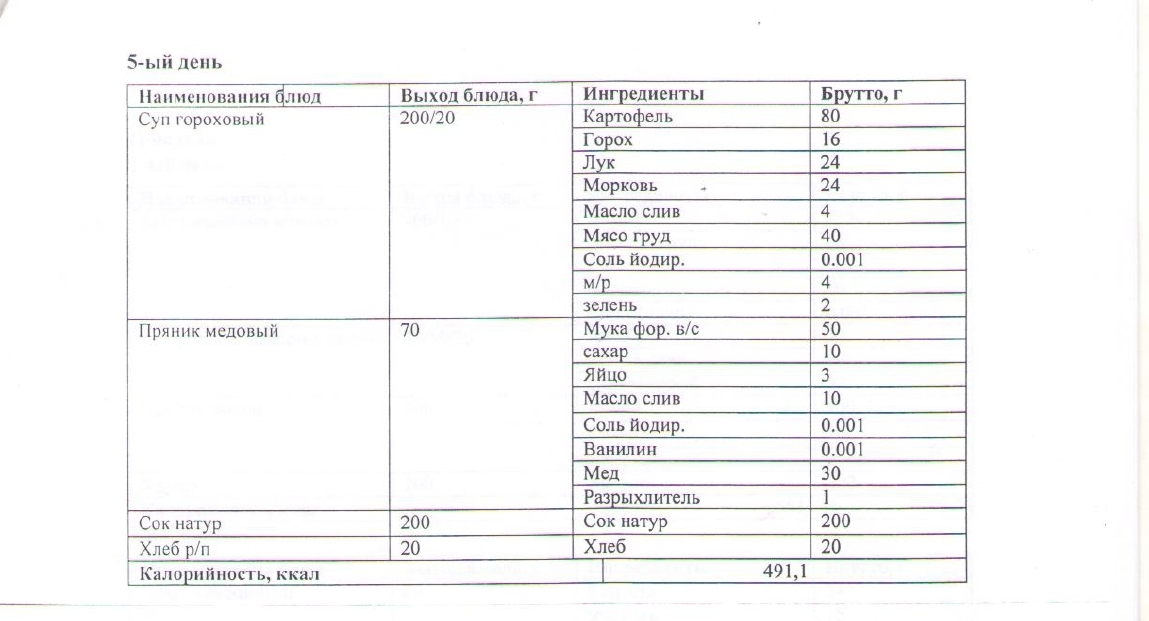 5-ый день
Наименования блюд Выход блюда, г Ингредиенты Брутто, г
Суп гороховый 200/20 Картофель 80
Горох 16
Лук 24
Морковь 24
Масло слив 4
Мясо груд 40
Соль йодир. 0.001
м/р 4
зелень 2
Пряник медовый 70 Мука фор. в/с 50
сахар 10
Яйцо 3
Масло слив 10
Соль йодир. 0.001
Ванилин 0.001
Мед 30
Разрыхлитель 1
Сок натур 200 Сок натур 200
Хлеб р/п 20 Хлеб 20
Калорийность, ккал 491,1